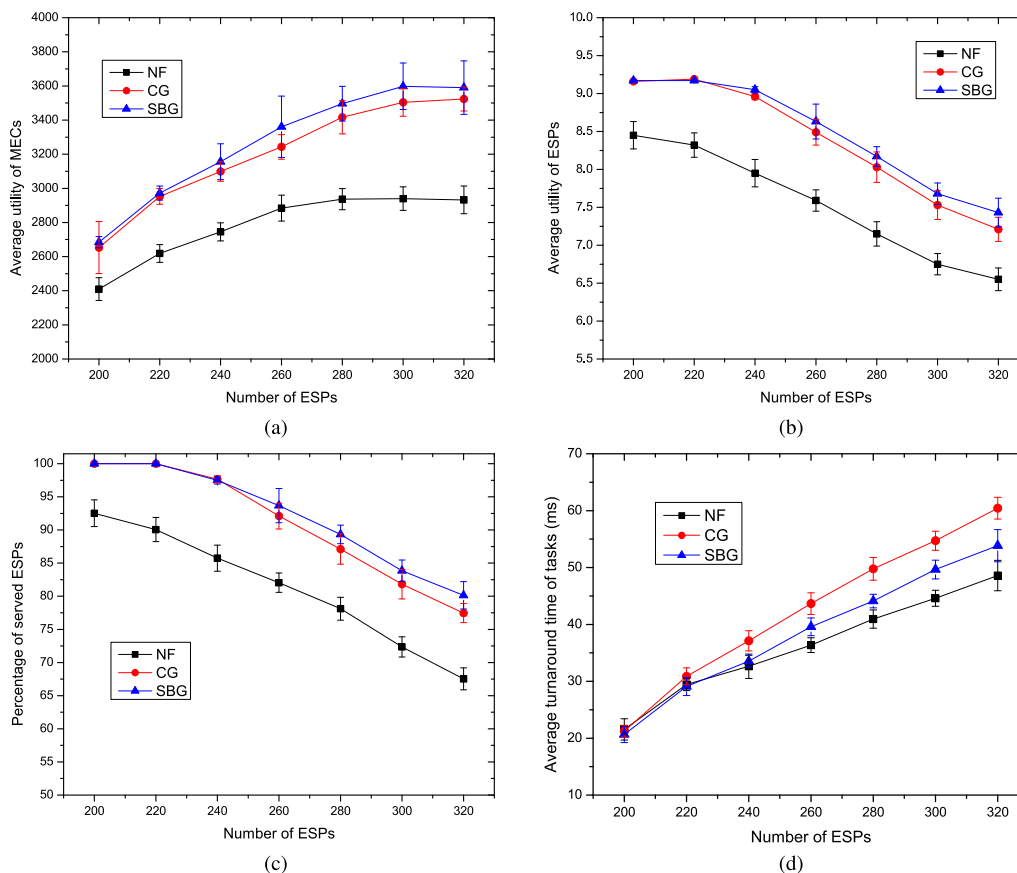 4000
3800
3600
3400
3200
3000
2800
2600
2400
2200
2000
Average utility of MECs
NF
CG
SBG
200 220 240 260 280 300 320
Number of ESPs
(a)
9.5
9.0
8.5
8.0
7.5
7.0
6.5
6.0
5.5
Average utility of ESPs
NF
CG
SBG
200 220 240 260 280 300 320
Number of ESPs
(b)
100
95
90
85
80
75
70
65
60
55
50
Percentage of served ESPs
NF
CG
SBG
200 220 240 260 280 300 320
Number of ESPs
(c)
70
60
50
40
30
20
10
Average turnaround time of tasks (ms)
NF
CG
SBG
200 220 240 260 280 300 320
Number of ESPs
(d)